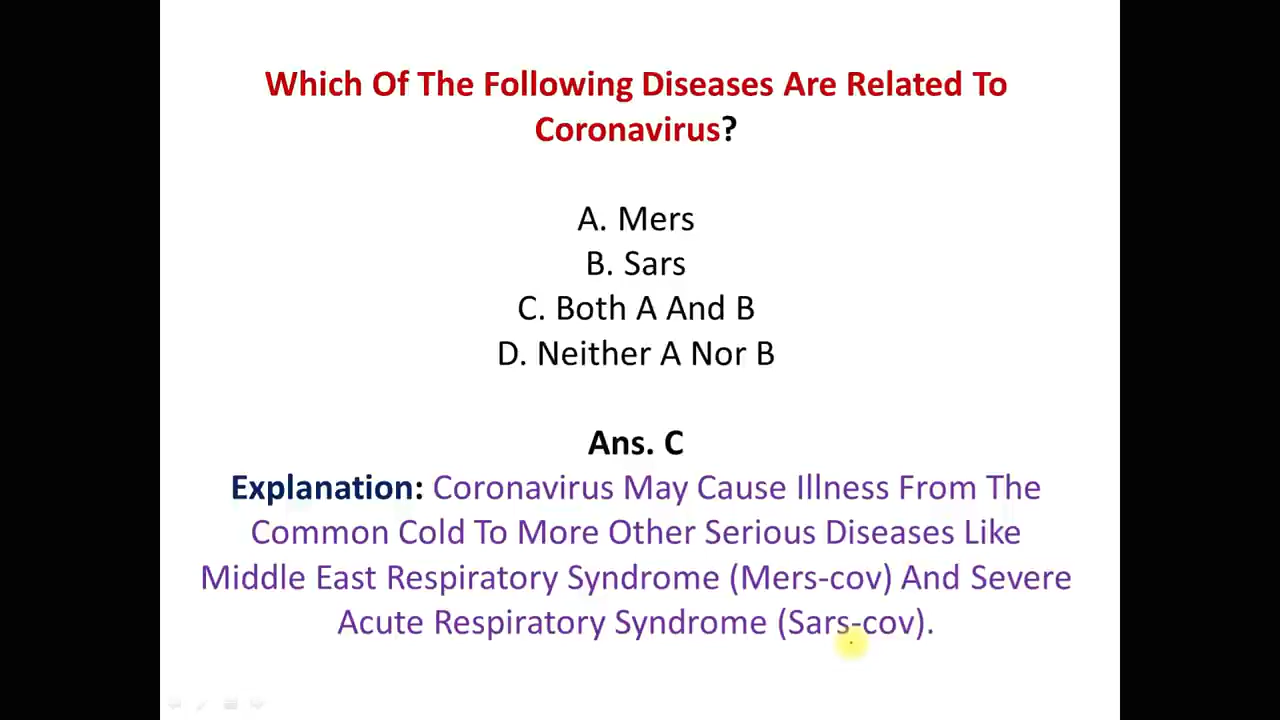 Which Of The Following Diseases Are Related To
Coronavirus?
A. Mers
B. Sars
C. Both A And B
D. Neither A Nor B
Ans. C
Explanation: Coronavirus May Cause Illness From The
Common Cold To More Other Serious Diseases Like
Middle East Respiratory Syndrome (Mers-cov) And Severe
Acute Respiratory Syndrome (Sars-cov).